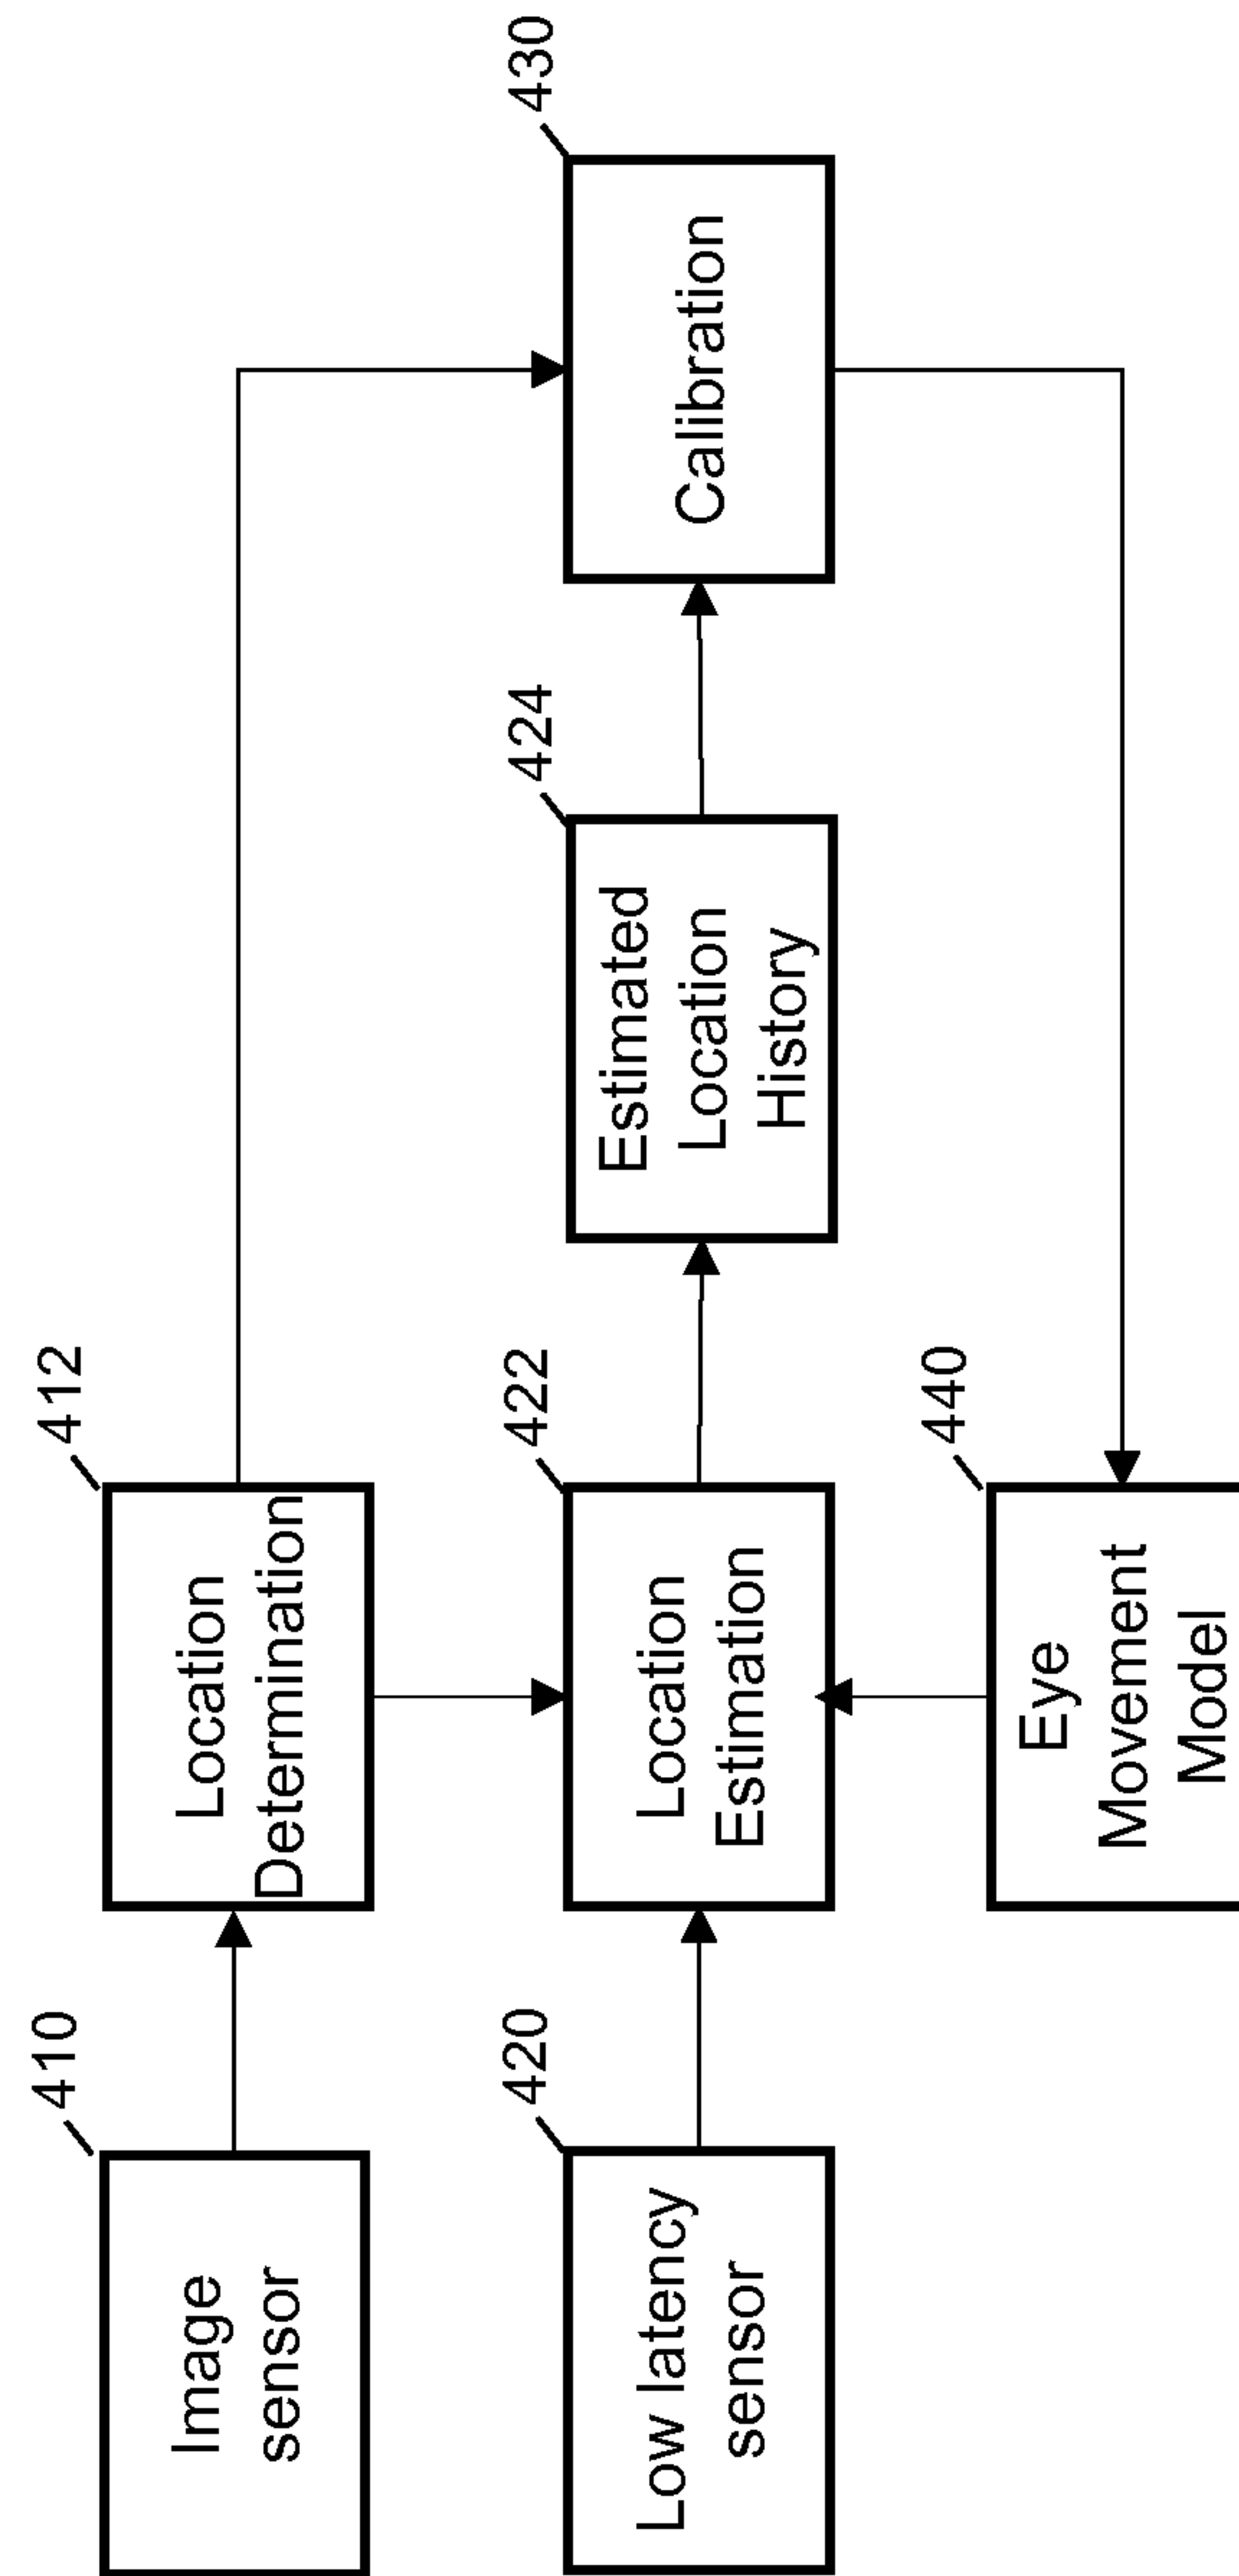 410
Image
sensor
412
Location
Determination
420
Low latency
sensor
422
Location
Estimation
424
Estimated
Location
History
430
Calibration
440
Eye
Movement
Model